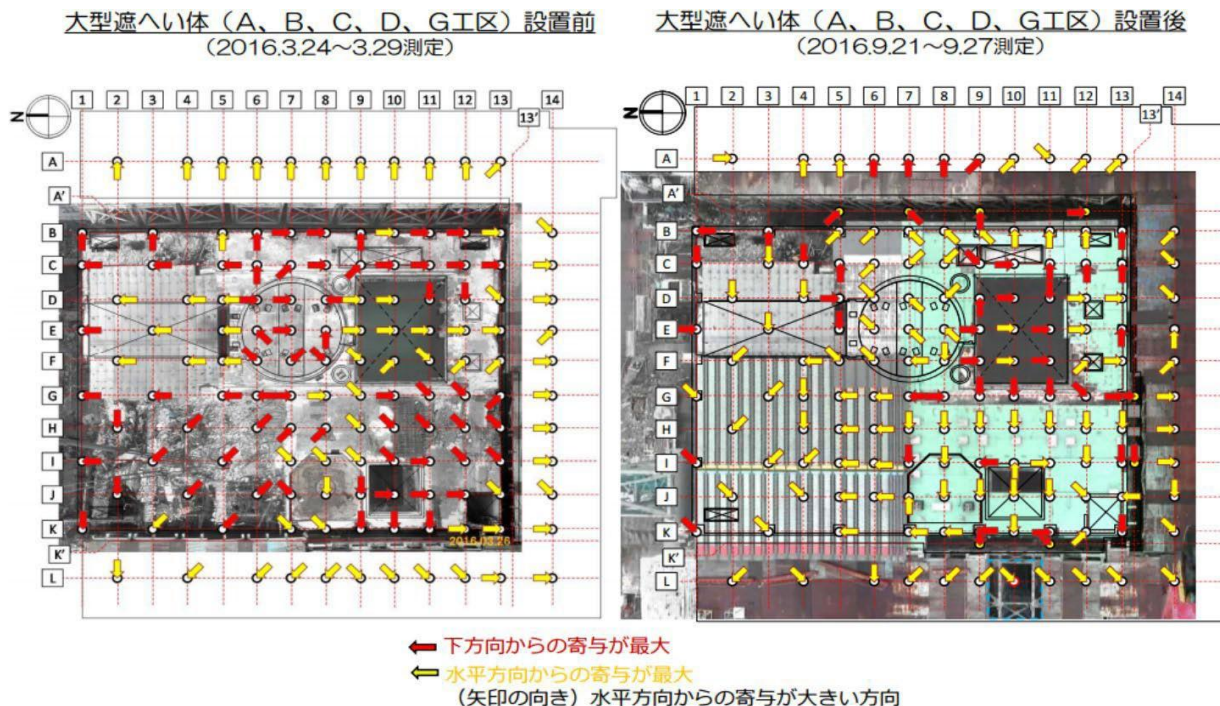 大型遮へい体（A、B、C、D、G工区）設置前
（2016.3.24～3.29測定）
N
1 2 3 4 5 6 7 8 9 10 11 12 13 14
13'
A
A'
B
C
D
E
F
G
H
I
J
K
2016.03.26
K'
L
大型遮へい体（A、B、C、D、G工区）設置後
（2016.9.21～9.27測定）
N
1 2 3 4 5 6 7 8 9 10 11 12 13 14
13'
A
A'
B
C
D
E
F
G
H
I
J
K
K'
L
下方向からの寄与が最大
水平方向からの寄与が最大
（矢印の向き）水平方向からの寄与が大きい方向